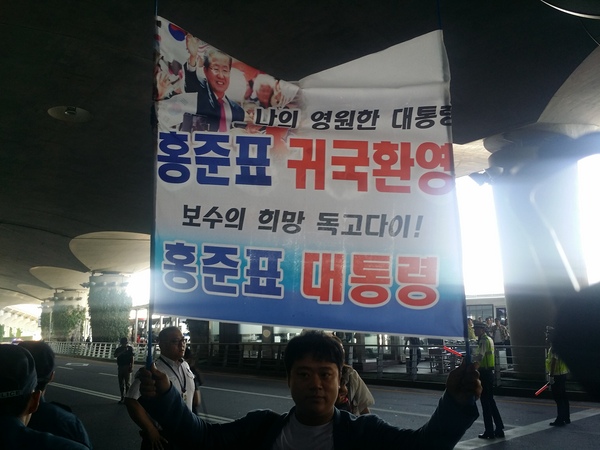 나의 영원한 대통령
홍준표 귀국환영
보수의 희망 독고다이!
홍준표 대통령